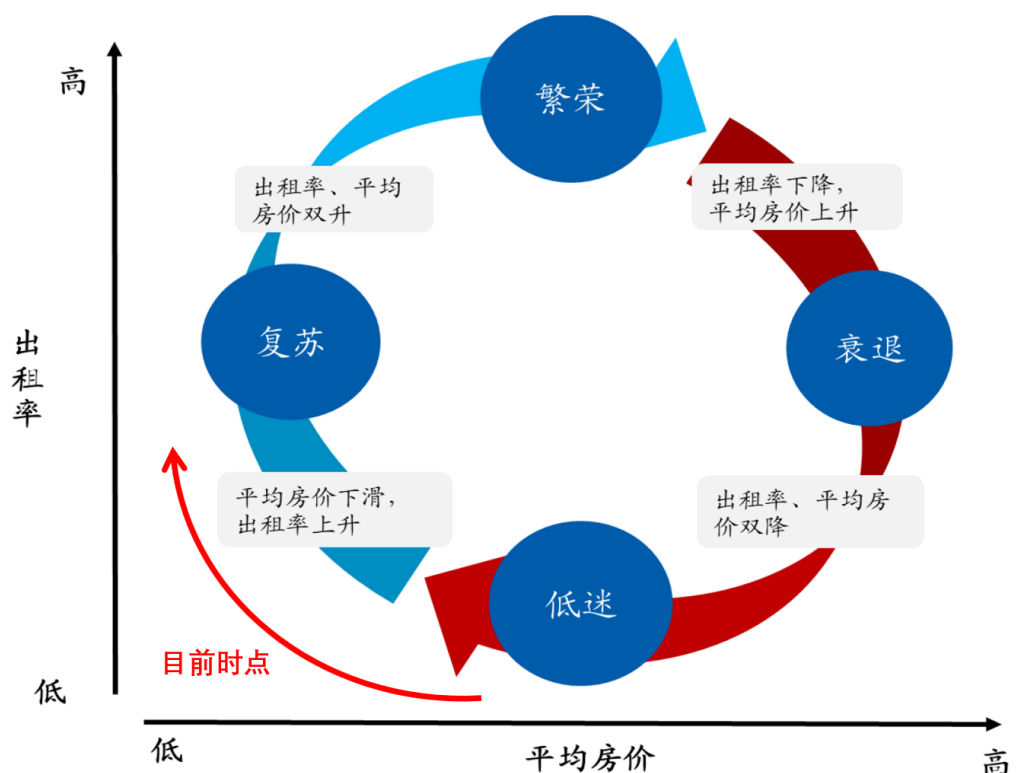 高
繁荣
出租率、平均
房价双升
出租率下降，
平均房价上升
出
租
率
复苏
衰退
平均房价下滑，
出租率上升
出租率、平均房
价双降
低迷
目前时点
低
低
平均房价
高